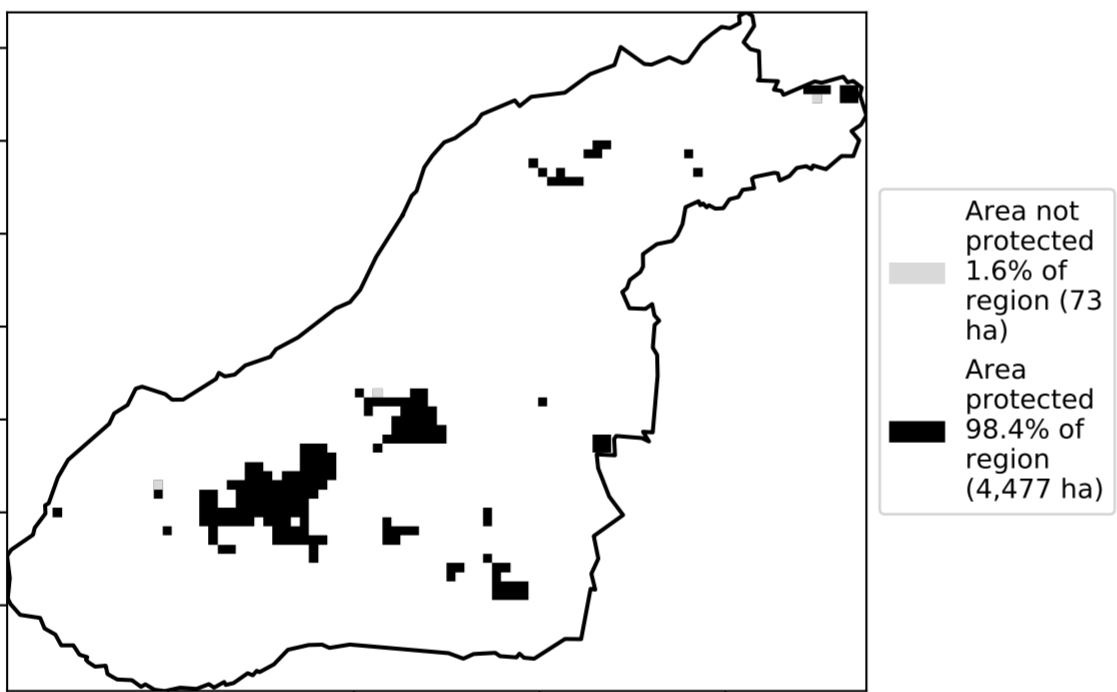 Area not
protected
1.6% of
region (73
ha)
Area
protected
98.4% of
region
(4,477 ha)